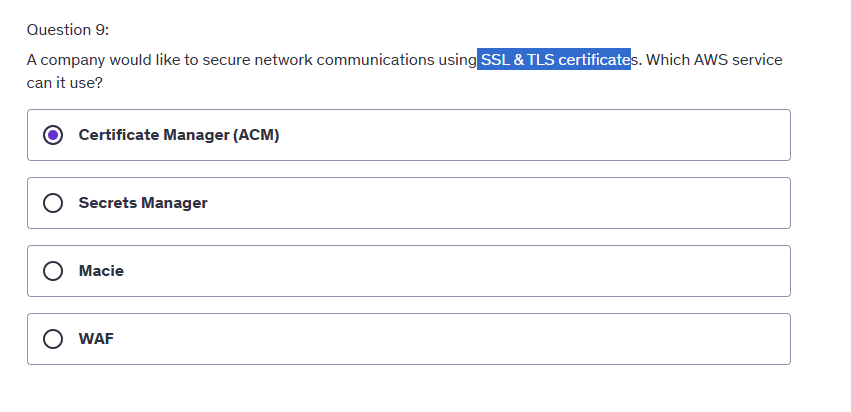 Question 9:
A company would like to secure network communications using SSL & TLS certificates. Which AWS service
can it use?
Certificate Manager (ACM)
Secrets Manager
Macie
WAF